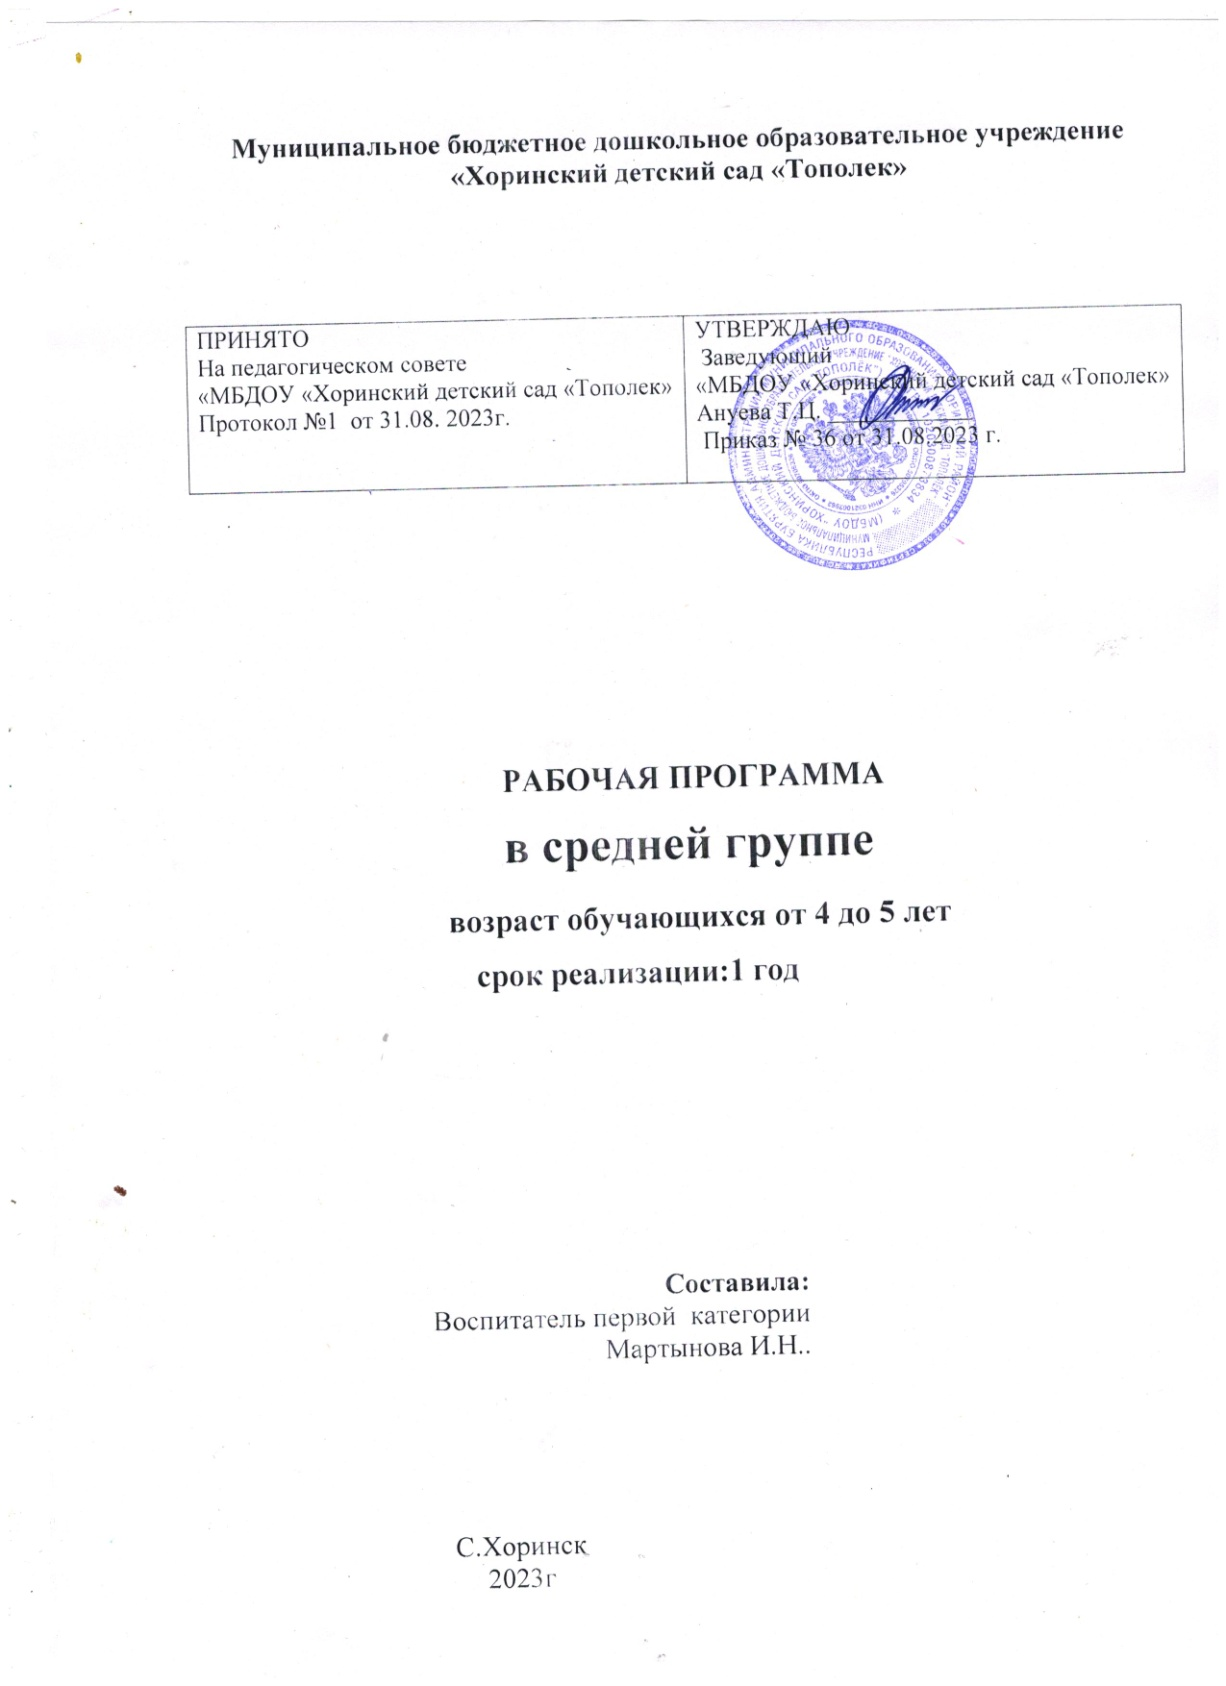 Муниципальное бюджетное дошкольное образовательное учреждение
«Хоринский детский сад «Тополек»
ПРИНЯТО
На педагогическом совете
«МБДОУ «Хоринский детский сад «Тополек»
Протокол №1 от 31.08. 2023г.
УТВЕРЖДАЮ
Заведующий
«МБДОУ «Хоринский детский сад «Тополек»
Ануева Т.Ц.
Приказ № 36 от 31.08.2023 г.
РАБОЧАЯ ПРОГРАММА
в средней группе
возраст обучающихся от 4 до 5 лет
срок реализации:1 год
Составила:
Воспитатель первой категории
Мартынова И.Н..
С.Хоринск
2023г